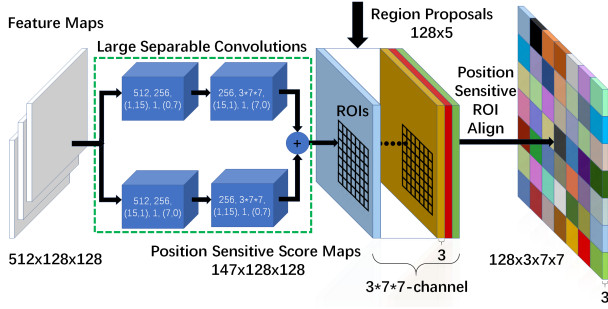 Feature Maps
Large Separable Convolutions
Region Proposals
128x5
512, 256,
(1,15), 1, (0,7)
256, 3*7*7,
(15,1), 1, (7,0)
+
512, 256,
(15,1), 1, (7,0)
256, 3*7*7,
(1,15), 1, (0,7)
ROIs
Position
Sensitive
ROI
Align
512x128x128
Position Sensitive Score Maps
147x128x128
3
3*7*7-channel
128x3x7x7
3